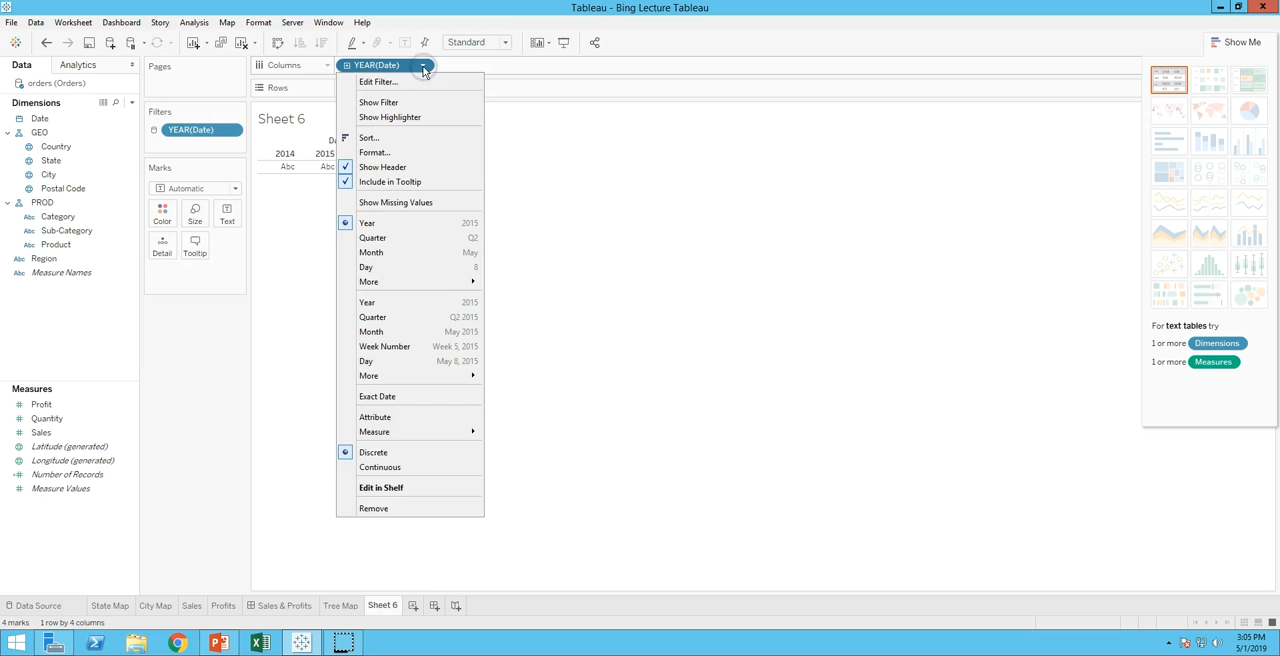 Tableau - Bing Lecture Tableau
File Data Worksheet Dashboard Story Analysis Map Format Server Window Help
Standard
Show Me
Data Analytics
orders (Orders)
Dimensions
Date
GEO
Country
State
City
Postal Code
PROD
Category
Sub-Category
Product
Region
Measure Names
Measures
Profit
Quantity
Sales
Latitude (generated)
Longitude (generated)
Number of Records
Measure Values
Pages
Filters
YEAR(Date)
Marks
Automatic
Color Size Text
Detail Tooltip
Columns YEAR(Date)
Rows
Sheet 6
2014 2015
Abc Abc
Edit Filter...
Show Filter
Show Highlighter
Sort...
Format...
Show Header
Include in Tooltip
Show Missing Values
Year 2015
Quarter Q2
Month May
Day 8
More
Year 2015
Quarter Q2 2015
Month May 2015
Week Number Week 5, 2015
Day May 8, 2015
More
Exact Date
Attribute
Measure
Discrete
Continuous
Edit in Shelf
Remove
For text tables try
1 or more Dimensions
1 or more Measures
Data Source State Map City Map Sales Profits Sales & Profits Tree Map Sheet 6
4 marks 1 row by 4 columns
3:05 PM
5/1/2019